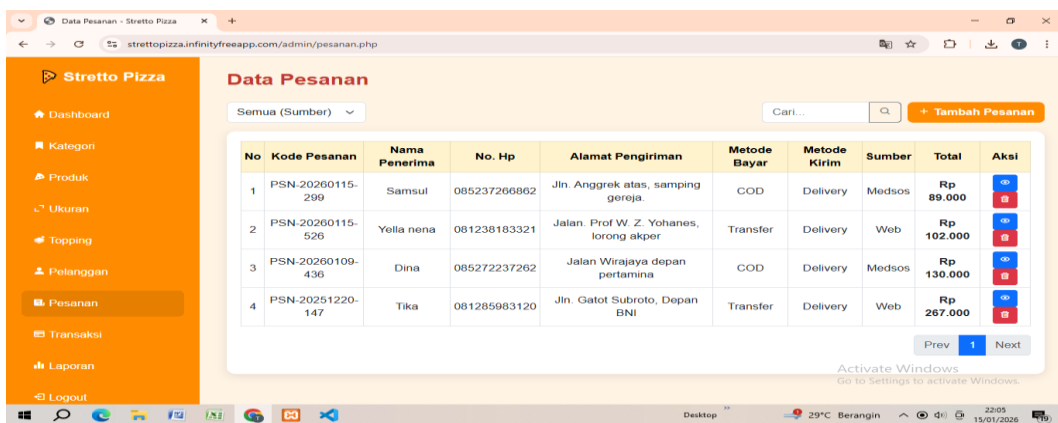 Data Pesanan - Stretto Pizza
strettopizza.infinityfreeapp.com/admin/pesanan.php
T
Stretto Pizza
Dashboard
Kategori
Produk
Ukuran
Topping
Pelanggan
Pesanan
Transaksi
Laporan
Logout
Data Pesanan
Semua (Sumber)
Cari...
+ Tambah Pesanan
No Kode Pesanan Nama Penerima No. Hp Alamat Pengiriman Metode Bayar Metode Kirim Sumber Total Aksi
1 PSN-20260115-299 Samsul 085237266862 Jln. Anggrek atas, samping gereja. COD Delivery Medsos Rp 89.000
2 PSN-20260115-526 Yella nena 081238183321 Jalan. Prof W. Z. Yohanes, lorong akper Transfer Delivery Web Rp 102.000
3 PSN-20260109-436 Dina 085272237262 Jalan Wirajaya depan pertamina COD Delivery Medsos Rp 130.000
4 PSN-20251220-147 Tika 081285983120 Jln. Gatot Subroto, Depan BNI Transfer Delivery Web Rp 267.000
Prev 1 Next
Activate Windows
Go to Settings to activate Windows.
Desktop
29°C Berangin
22:05
15/01/2026
19